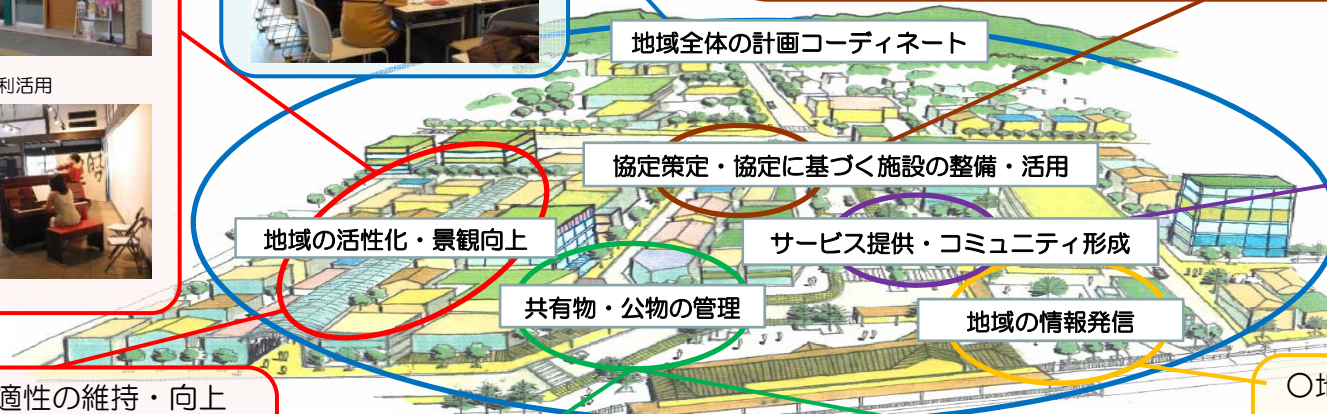 地域全体の計画コーディネート
利活用
協定策定・協定に基づく施設の整備・活用
地域の活性化・景観向上
サービス提供・コミュニティ形成
共有物・公物の管理
地域の情報発信
適性の維持・向上
〇地